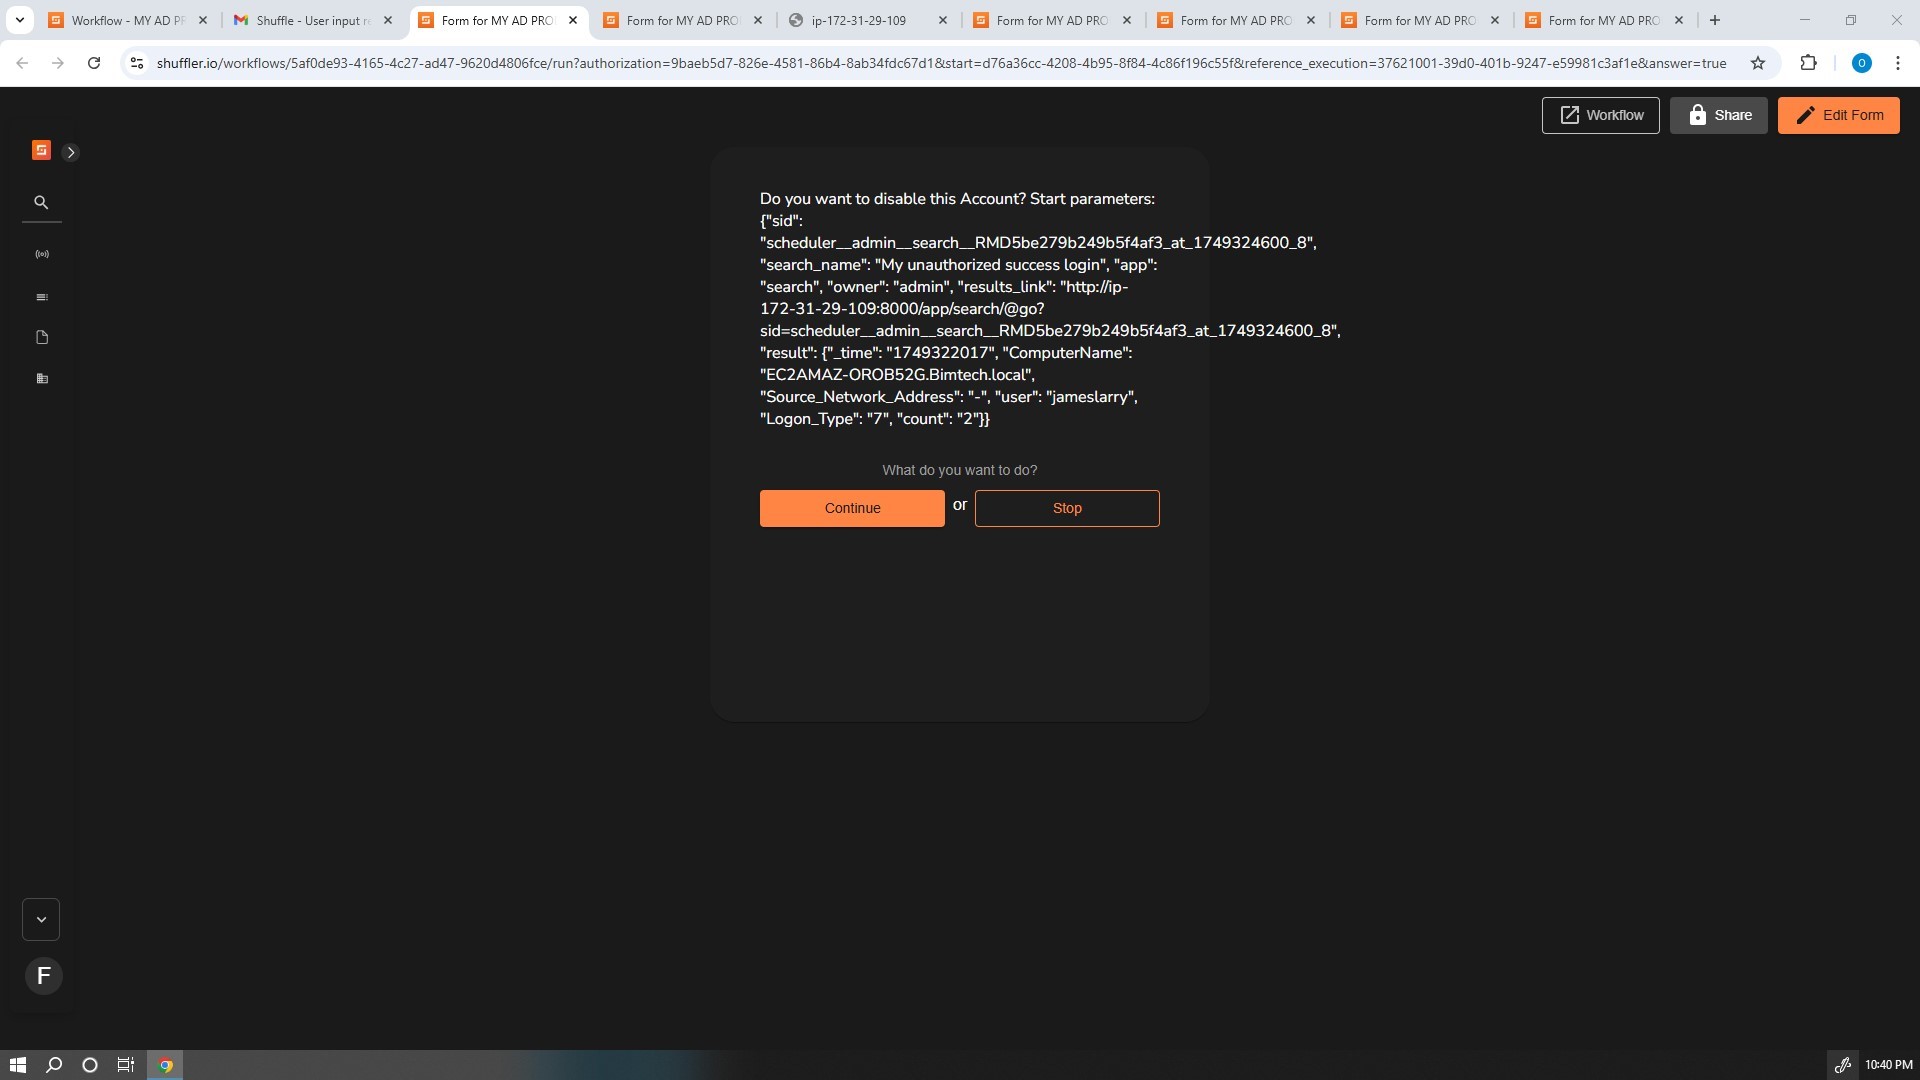 Workflow - MY AD PR
Shuffle - User input r
Form for MY AD PRO
Form for MY AD PRO
ip-172-31-29-109
Form for MY AD PRO
Form for MY AD PRO
Form for MY AD PRO
Form for MY AD PRO
shuffler.io/workflows/5af0de93-4165-4c27-ad47-9620d4806fce/run?authorization=9baeb5d7-826e-4581-86b4-8ab34fdc67d1&start=d76a36cc-4208-4b95-8f84-4c86f196c55f&reference_execution=37621001-39d0-401b-9247-e59981c3af1e&answer=true
O
Workflow
Share
Edit Form
Do you want to disable this Account? Start parameters:
{"sid":
"scheduler__admin__search__RMD5be279b249b5f4af3_at_1749324600_8",
"search_name": "My unauthorized success login", "app":
"search", "owner": "admin", "results_link": "http://ip-
172-31-29-109:8000/app/search/@go?
sid=scheduler__admin__search__RMD5be279b249b5f4af3_at_1749324600_8",
"result": {"_time": "1749322017", "ComputerName":
"EC2AMAZ-OROB52G.Bimtech.local",
"Source_Network_Address": "-", "user": "jameslarry",
"Logon_Type": "7", "count": "2"}}
What do you want to do?
Continue
or
Stop
F
10:40 PM